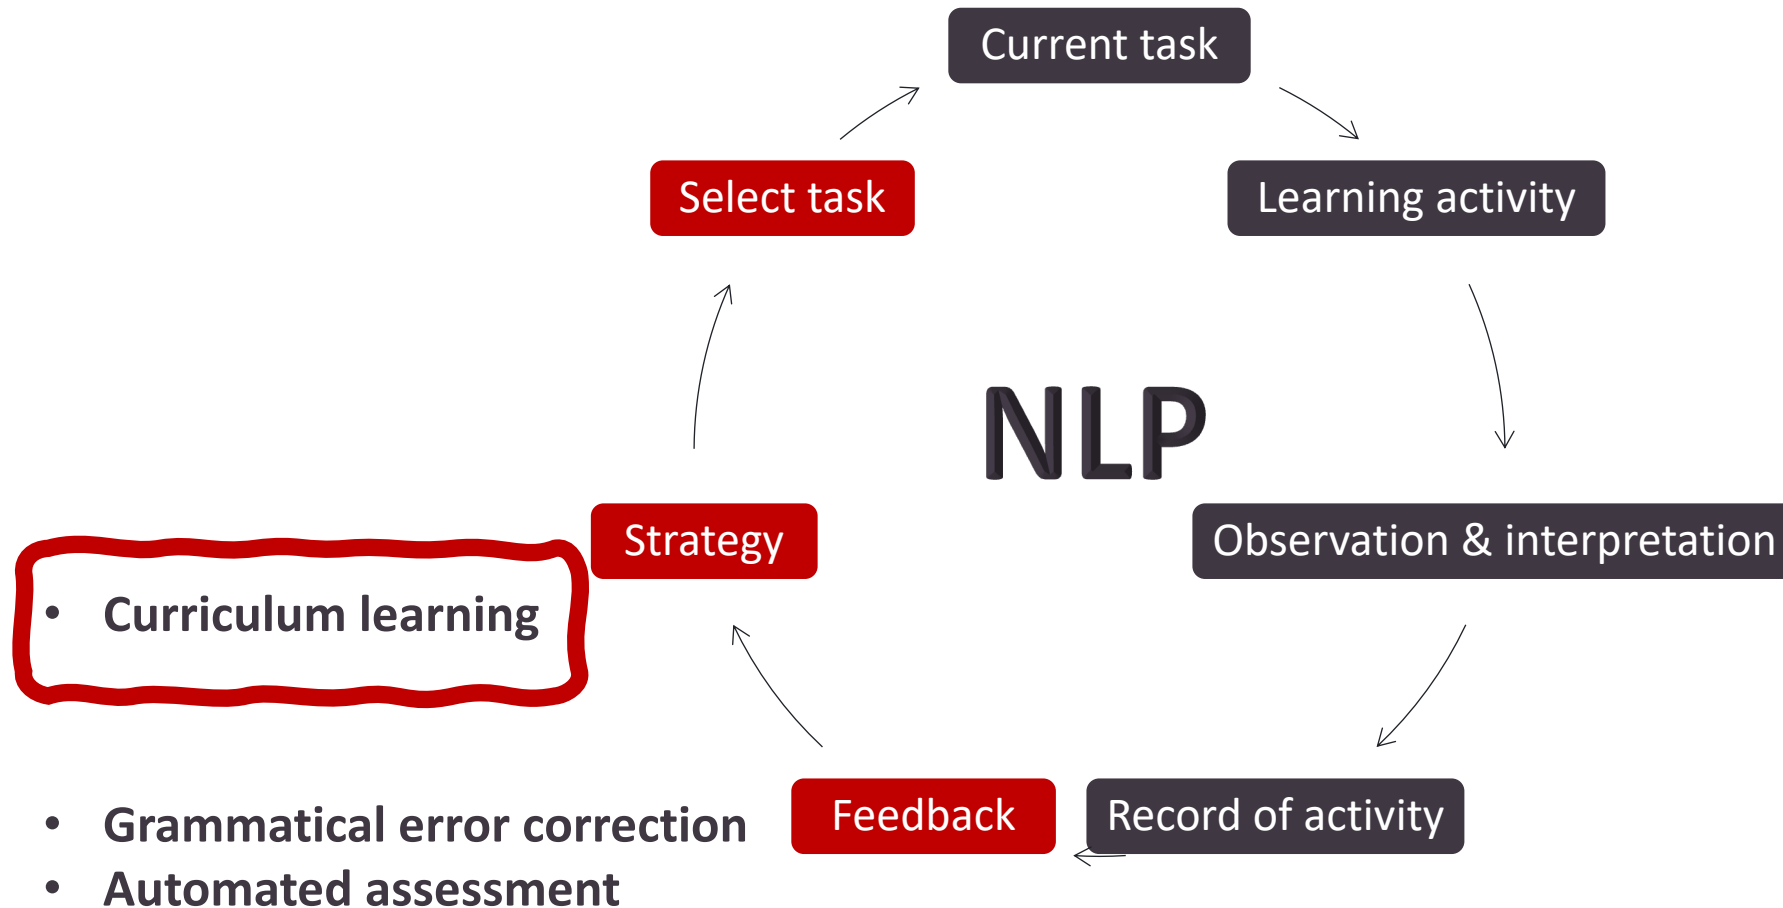 Current task
Select task
Learning activity
NLP
Strategy
Observation & interpretation
• Curriculum learning
Feedback
Record of activity
• Grammatical error correction
• Automated assessment